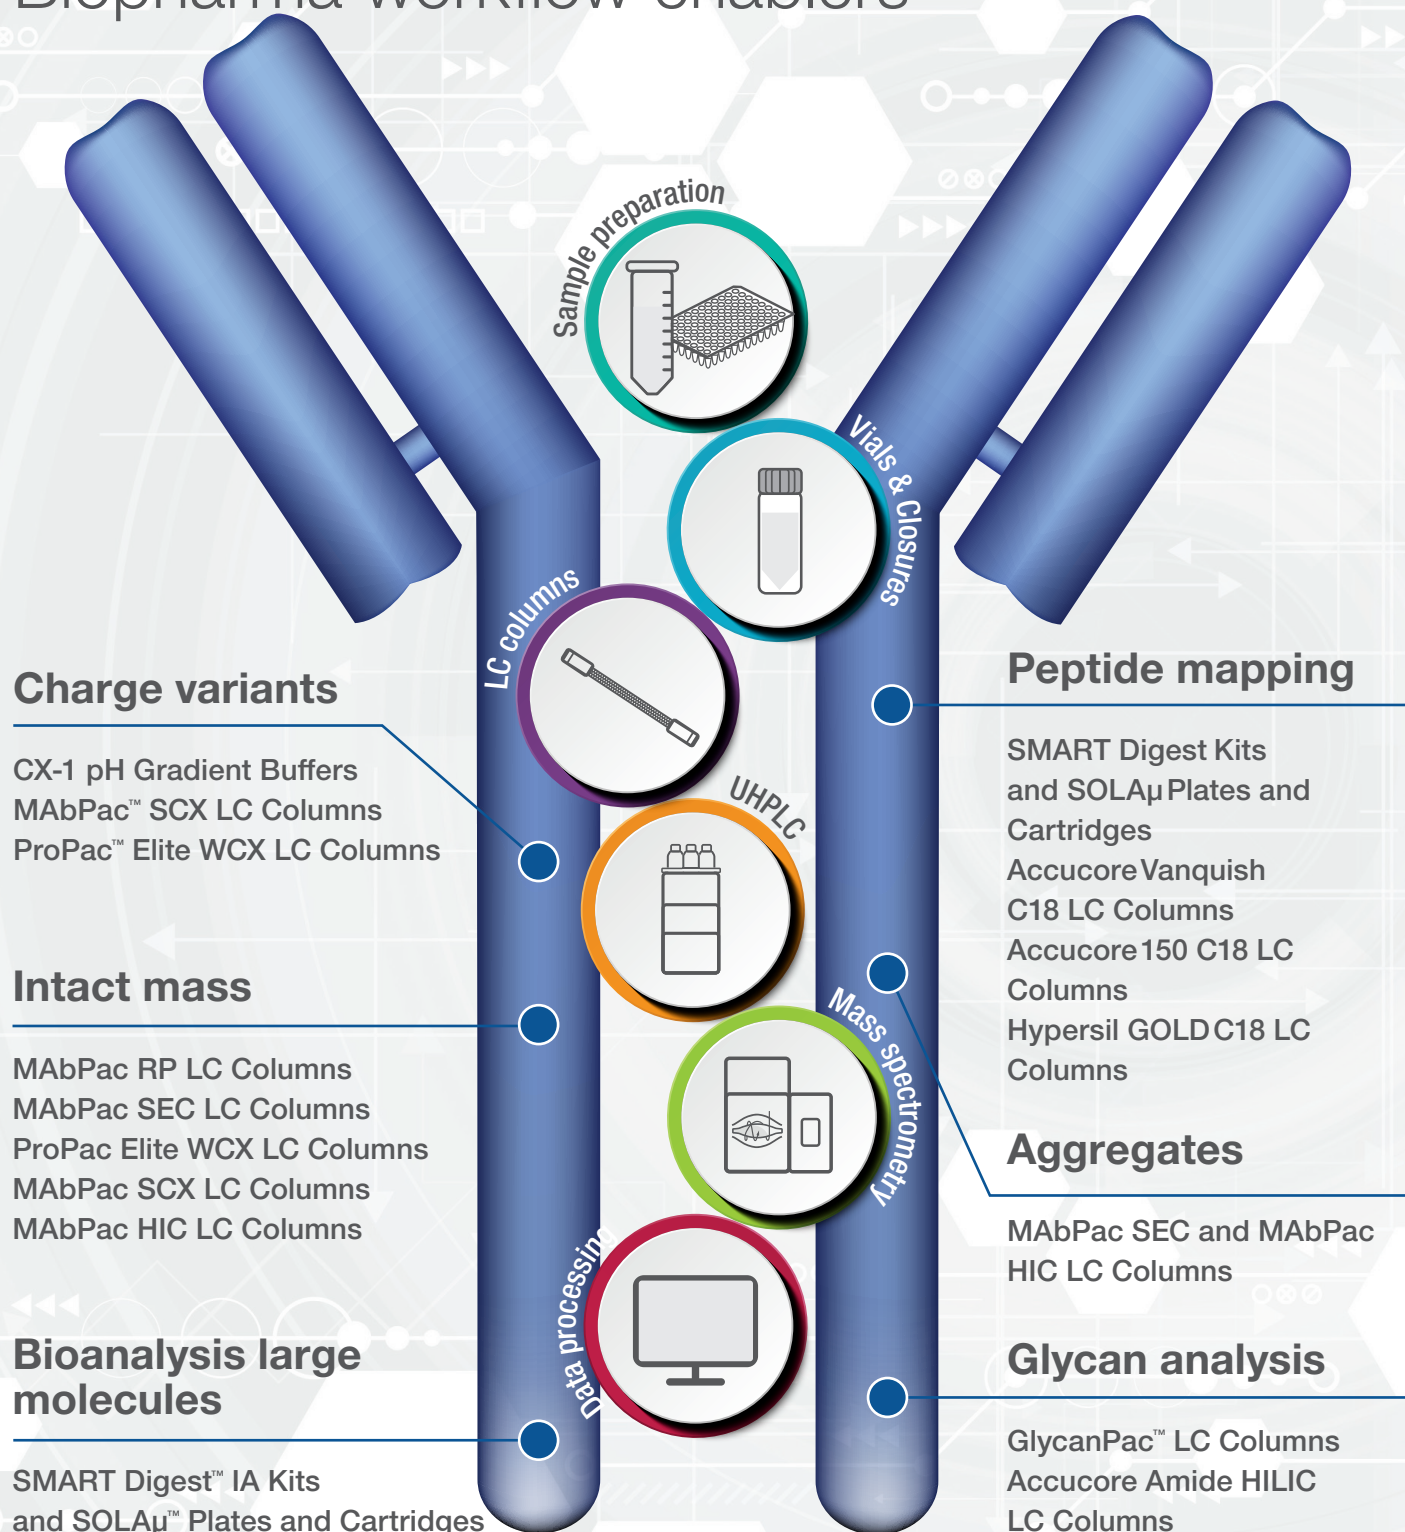 Biopharma workflow enablers
Sample preparation
Vials & Closures
LC columns
UHPLC
Mass spectrometry
Data processing
Charge variants
CX-1 pH Gradient Buffers
MAbPac™ SCX LC Columns
ProPac™ Elite WCX LC Columns
Intact mass
MAbPac RP LC Columns
MAbPac SEC LC Columns
ProPac Elite WCX LC Columns
MAbPac SCX LC Columns
MAbPac HIC LC Columns
Bioanalysis large
molecules
SMART Digest™ IA Kits
and SOLAµ™ Plates and Cartridges
Peptide mapping
SMART Digest Kits
and SOLAµ Plates and
Cartridges
Accucore Vanquish
C18 LC Columns
Accucore 150 C18 LC
Columns
Hypersil GOLD C18 LC
Columns
Aggregates
MAbPac SEC and MAbPac
HIC LC Columns
Glycan analysis
GlycanPac™ LC Columns
Accucore Amide HILIC
LC Columns